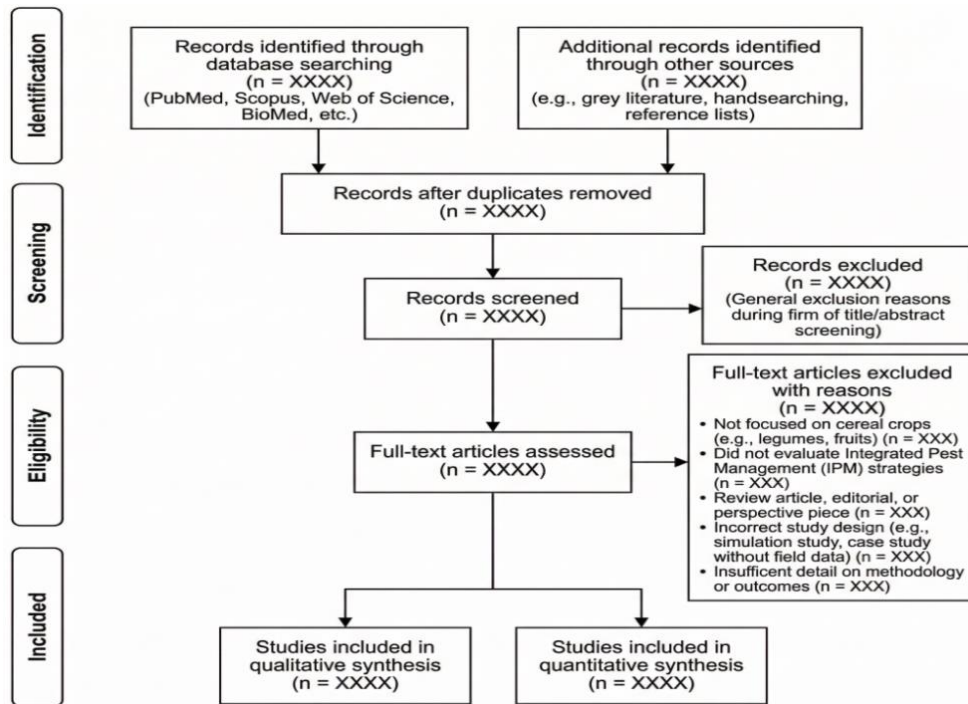 Identification
Records identified through
database searching
(n = XXXX)
(PubMed, Scopus, Web of Science,
BioMed, etc.)
Additional records identified
through other sources
(n = XXXX)
(e.g., grey literature, handsearching,
reference lists)
Screening
Records after duplicates removed
(n = XXXX)
Records screened
(n = XXXX)
Records excluded
(n = XXXX)
(General exclusion reasons
during firm of title/abstract
screening)
Eligibility
Full-text articles assessed
(n = XXXX)
Full-text articles excluded
with reasons
(n = XXXX)
• Not focused on cereal crops
(e.g., legumes, fruits) (n = XXX)
• Did not evaluate Integrated Pest
Management (IPM) strategies
(n = XXX)
• Review article, editorial, or
perspective piece (n = XXX)
• Incorrect study design (e.g.,
simulation study, case study
without field data) (n = XXX)
• Insufficent detail on methodology
or outcomes (n = XXX)
Included
Studies included in
qualitative synthesis
(n = XXXX)
Studies included in
quantitative synthesis
(n = XXXX)